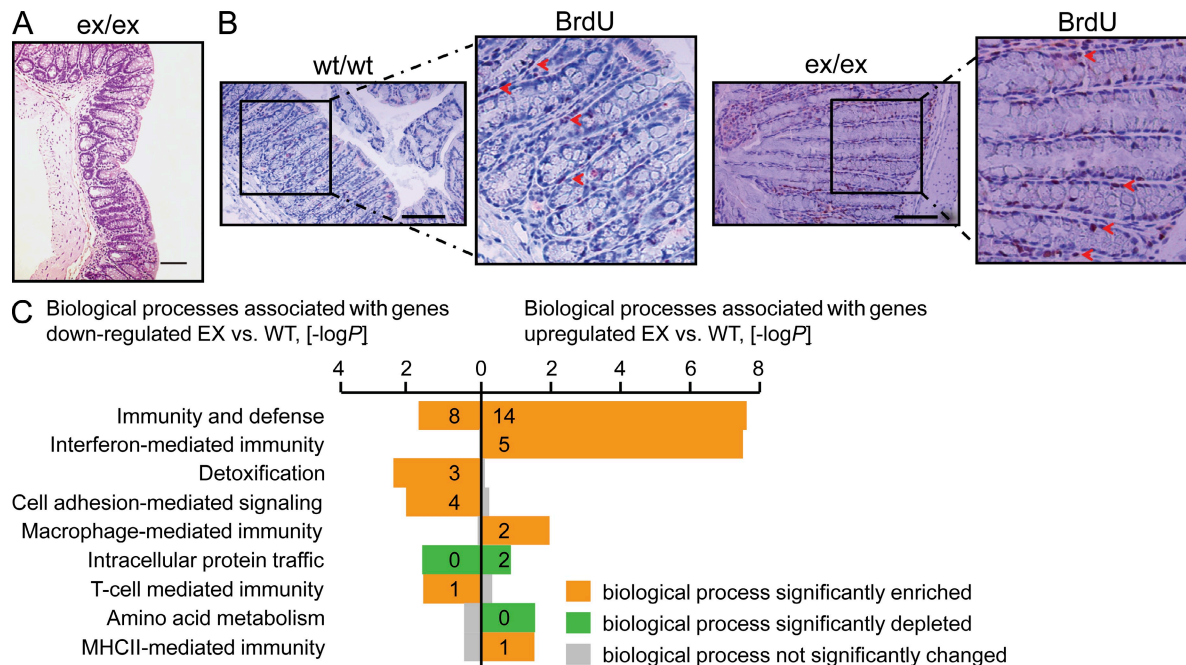 A
ex/ex
B
wt/wt
BrdU
ex/ex
BrdU
C
Biological processes associated with genes
down-regulated EX vs. WT, [-logP]
Biological processes associated with genes
upregulated EX vs. WT, [-logP]
4 2 0 2 4 6 8
Immunity and defense 8 14
Interferon-mediated immunity 5
Detoxification 3
Cell adhesion-mediated signaling 4
Macrophage-mediated immunity 2
Intracellular protein traffic 0 2
T-cell mediated immunity 1
Amino acid metabolism 0
MHCII-mediated immunity 1
biological process significantly enriched
biological process significantly depleted
biological process not significantly changed